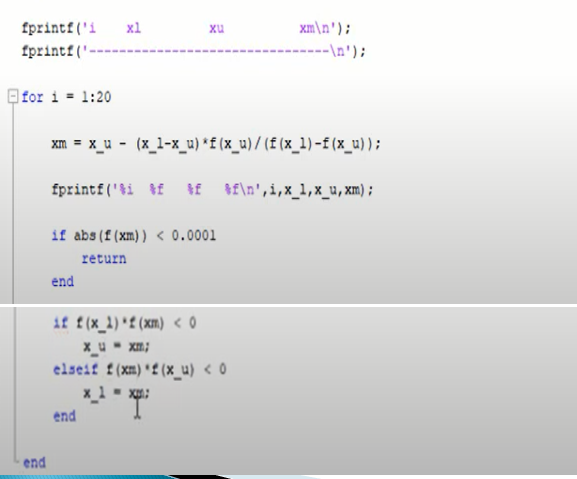 fprintf('i    xl         xu          xm\n');
fprintf('-------------------------------\n');
for i = 1:20
xm = x_u - (x_l-x_u)*f(x_u)/(f(x_l)-f(x_u));
fprintf('%i  %f   %f   %f\n',i,x_l,x_u,xm);
if abs(f(xm)) < 0.0001
return
end
if f(x_l)*f(xm) < 0
x_u = xm;
elseif f(xm)*f(x_u) < 0
x_l = xm;
end
end